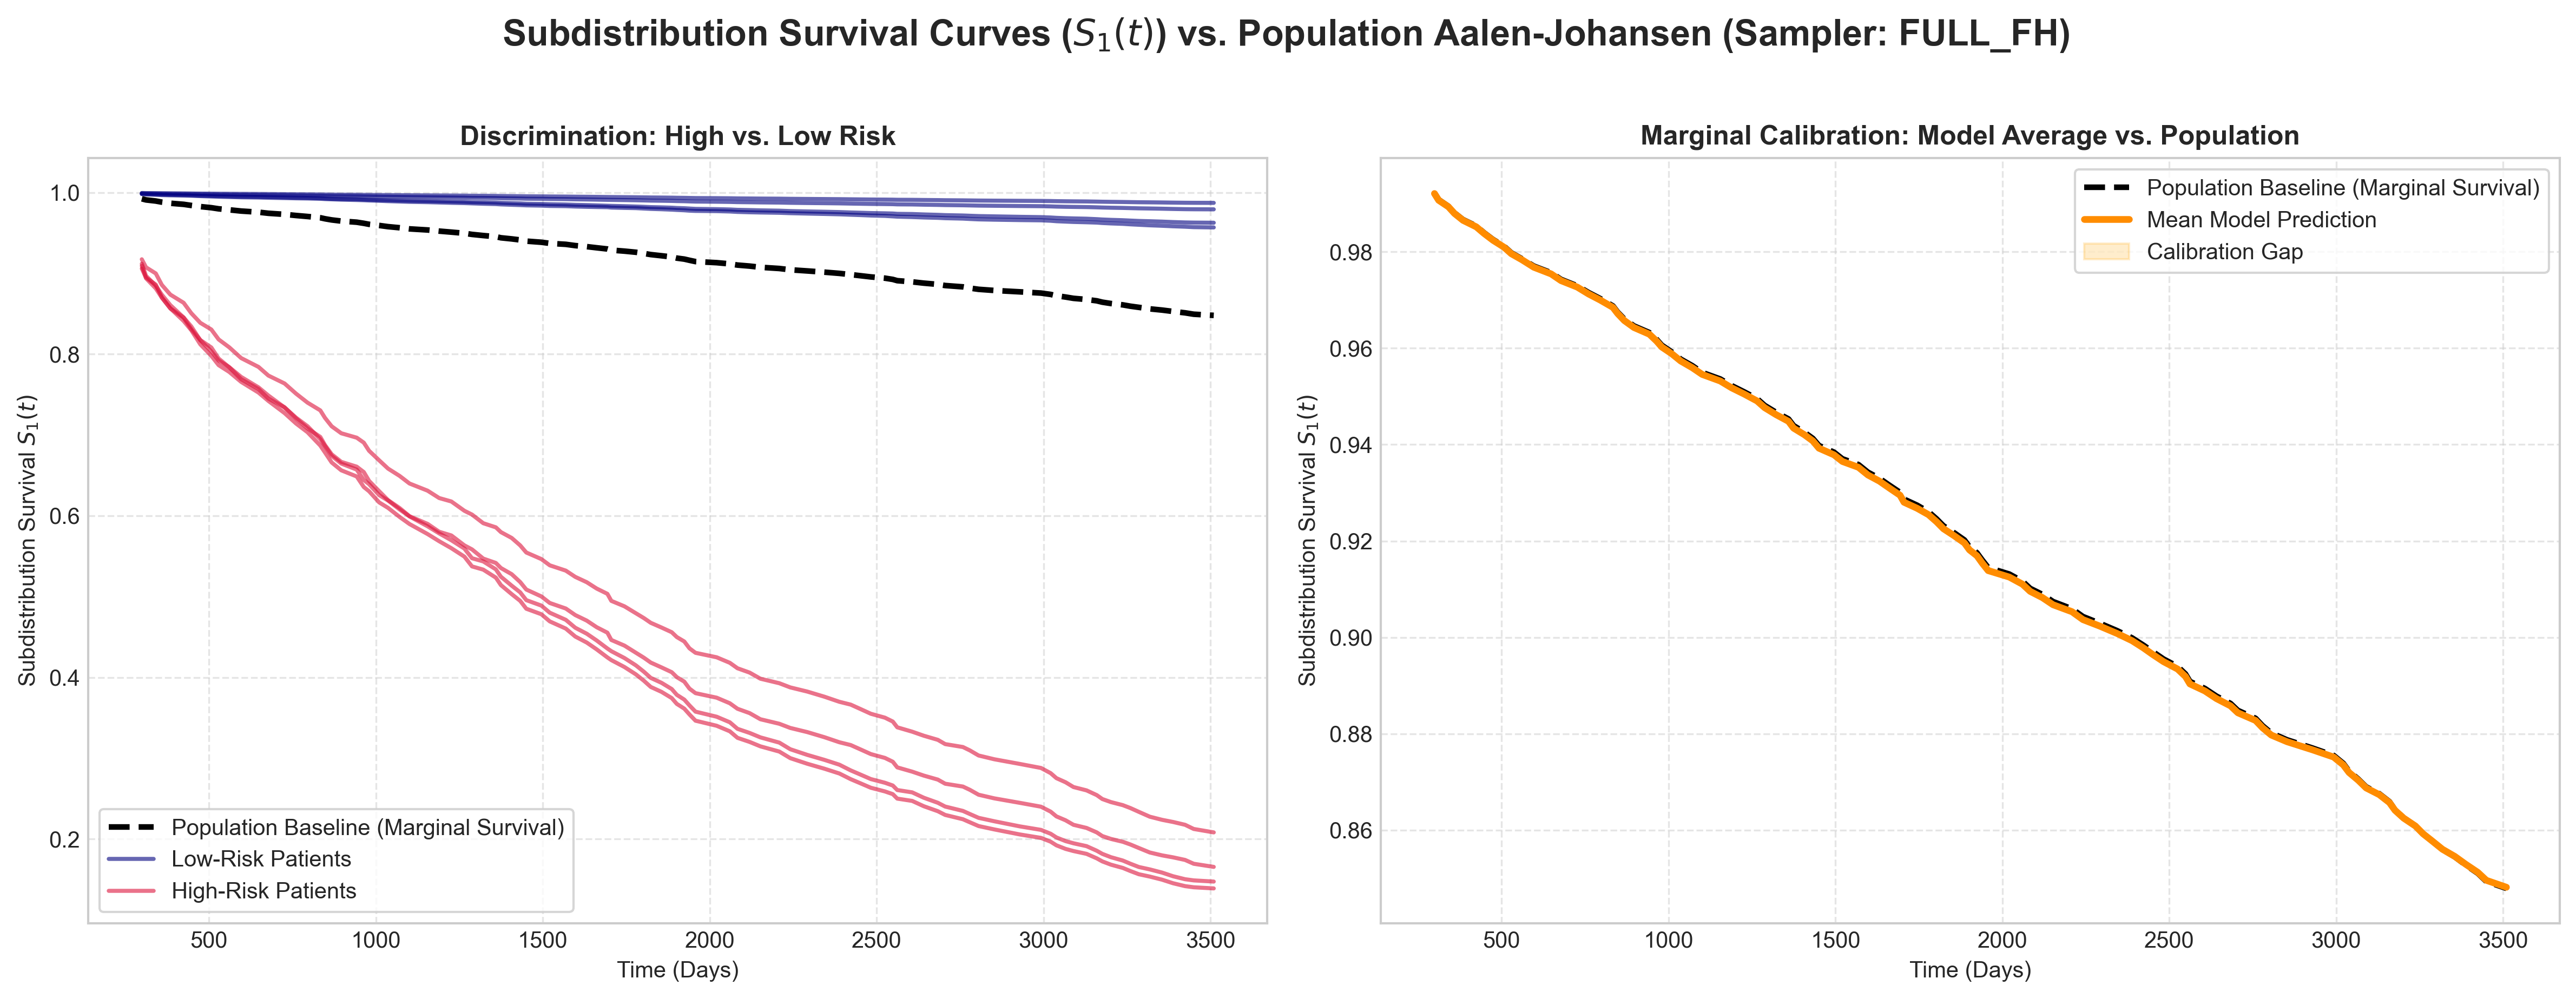 Subdistribution Survival Curves (S₁(t)) vs. Population Aalen-Johansen (Sampler: FULL_FH)
Discrimination: High vs. Low Risk
Subdistribution Survival S₁(t)
1.0
0.8
0.6
0.4
0.2
Population Baseline (Marginal Survival)
Low-Risk Patients
High-Risk Patients
500 1000 1500 2000 2500 3000 3500
Time (Days)
Marginal Calibration: Model Average vs. Population
Subdistribution Survival S₁(t)
0.98
0.96
0.94
0.92
0.90
0.88
0.86
Population Baseline (Marginal Survival)
Mean Model Prediction
Calibration Gap
500 1000 1500 2000 2500 3000 3500
Time (Days)